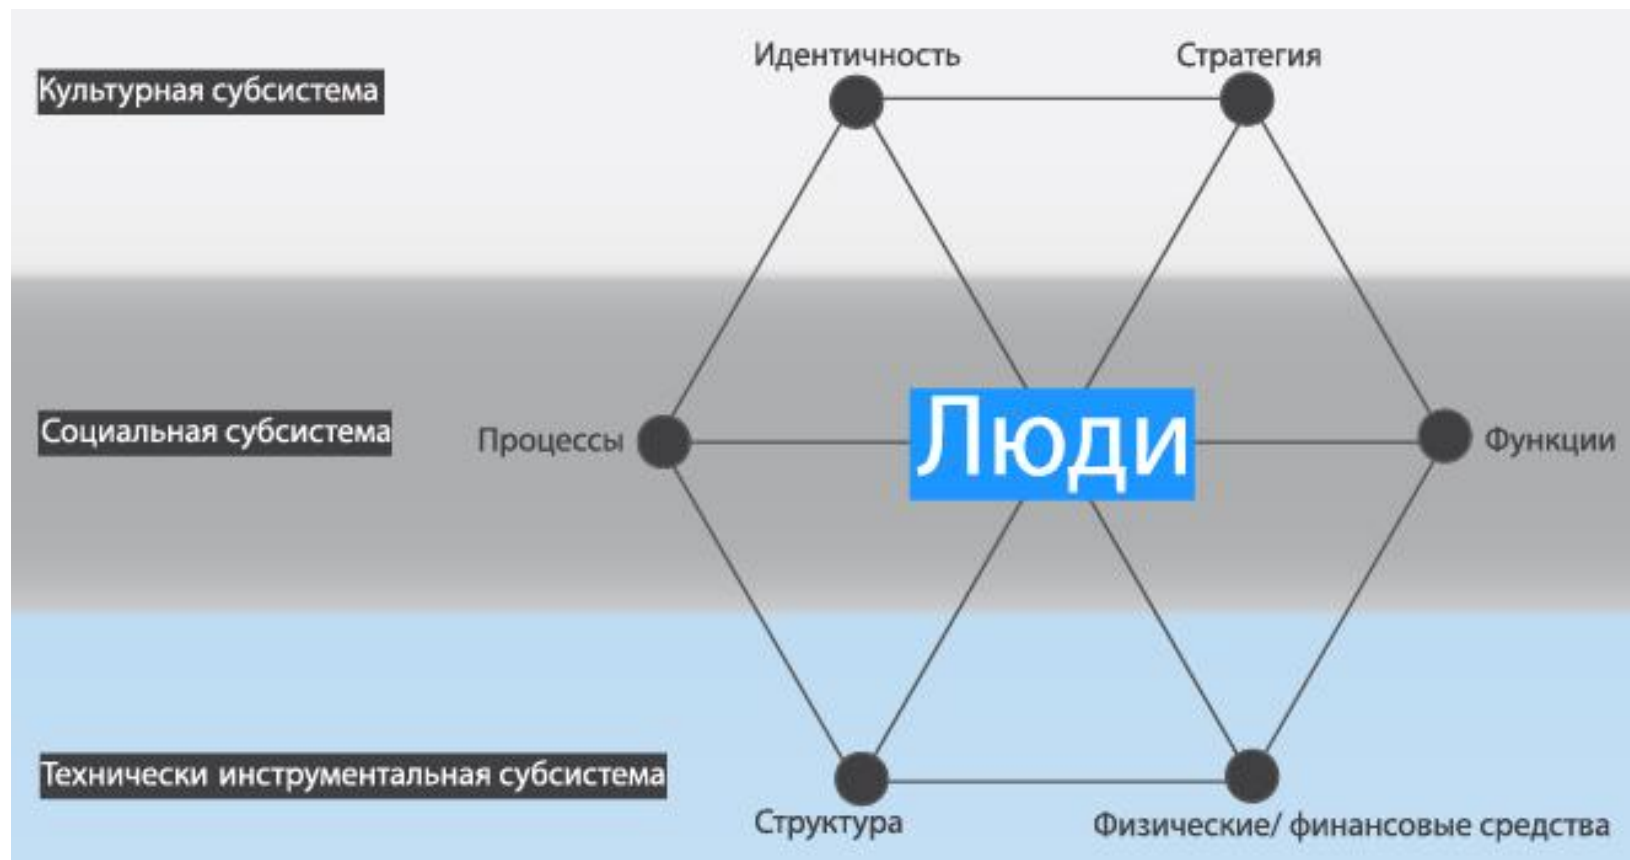 Идентичность
Стратегия
Культурная субсистема
Социальная субсистема
Процессы
Люди
Функции
Технически инструментальная субсистема
Структура
Физические/ финансовые средства